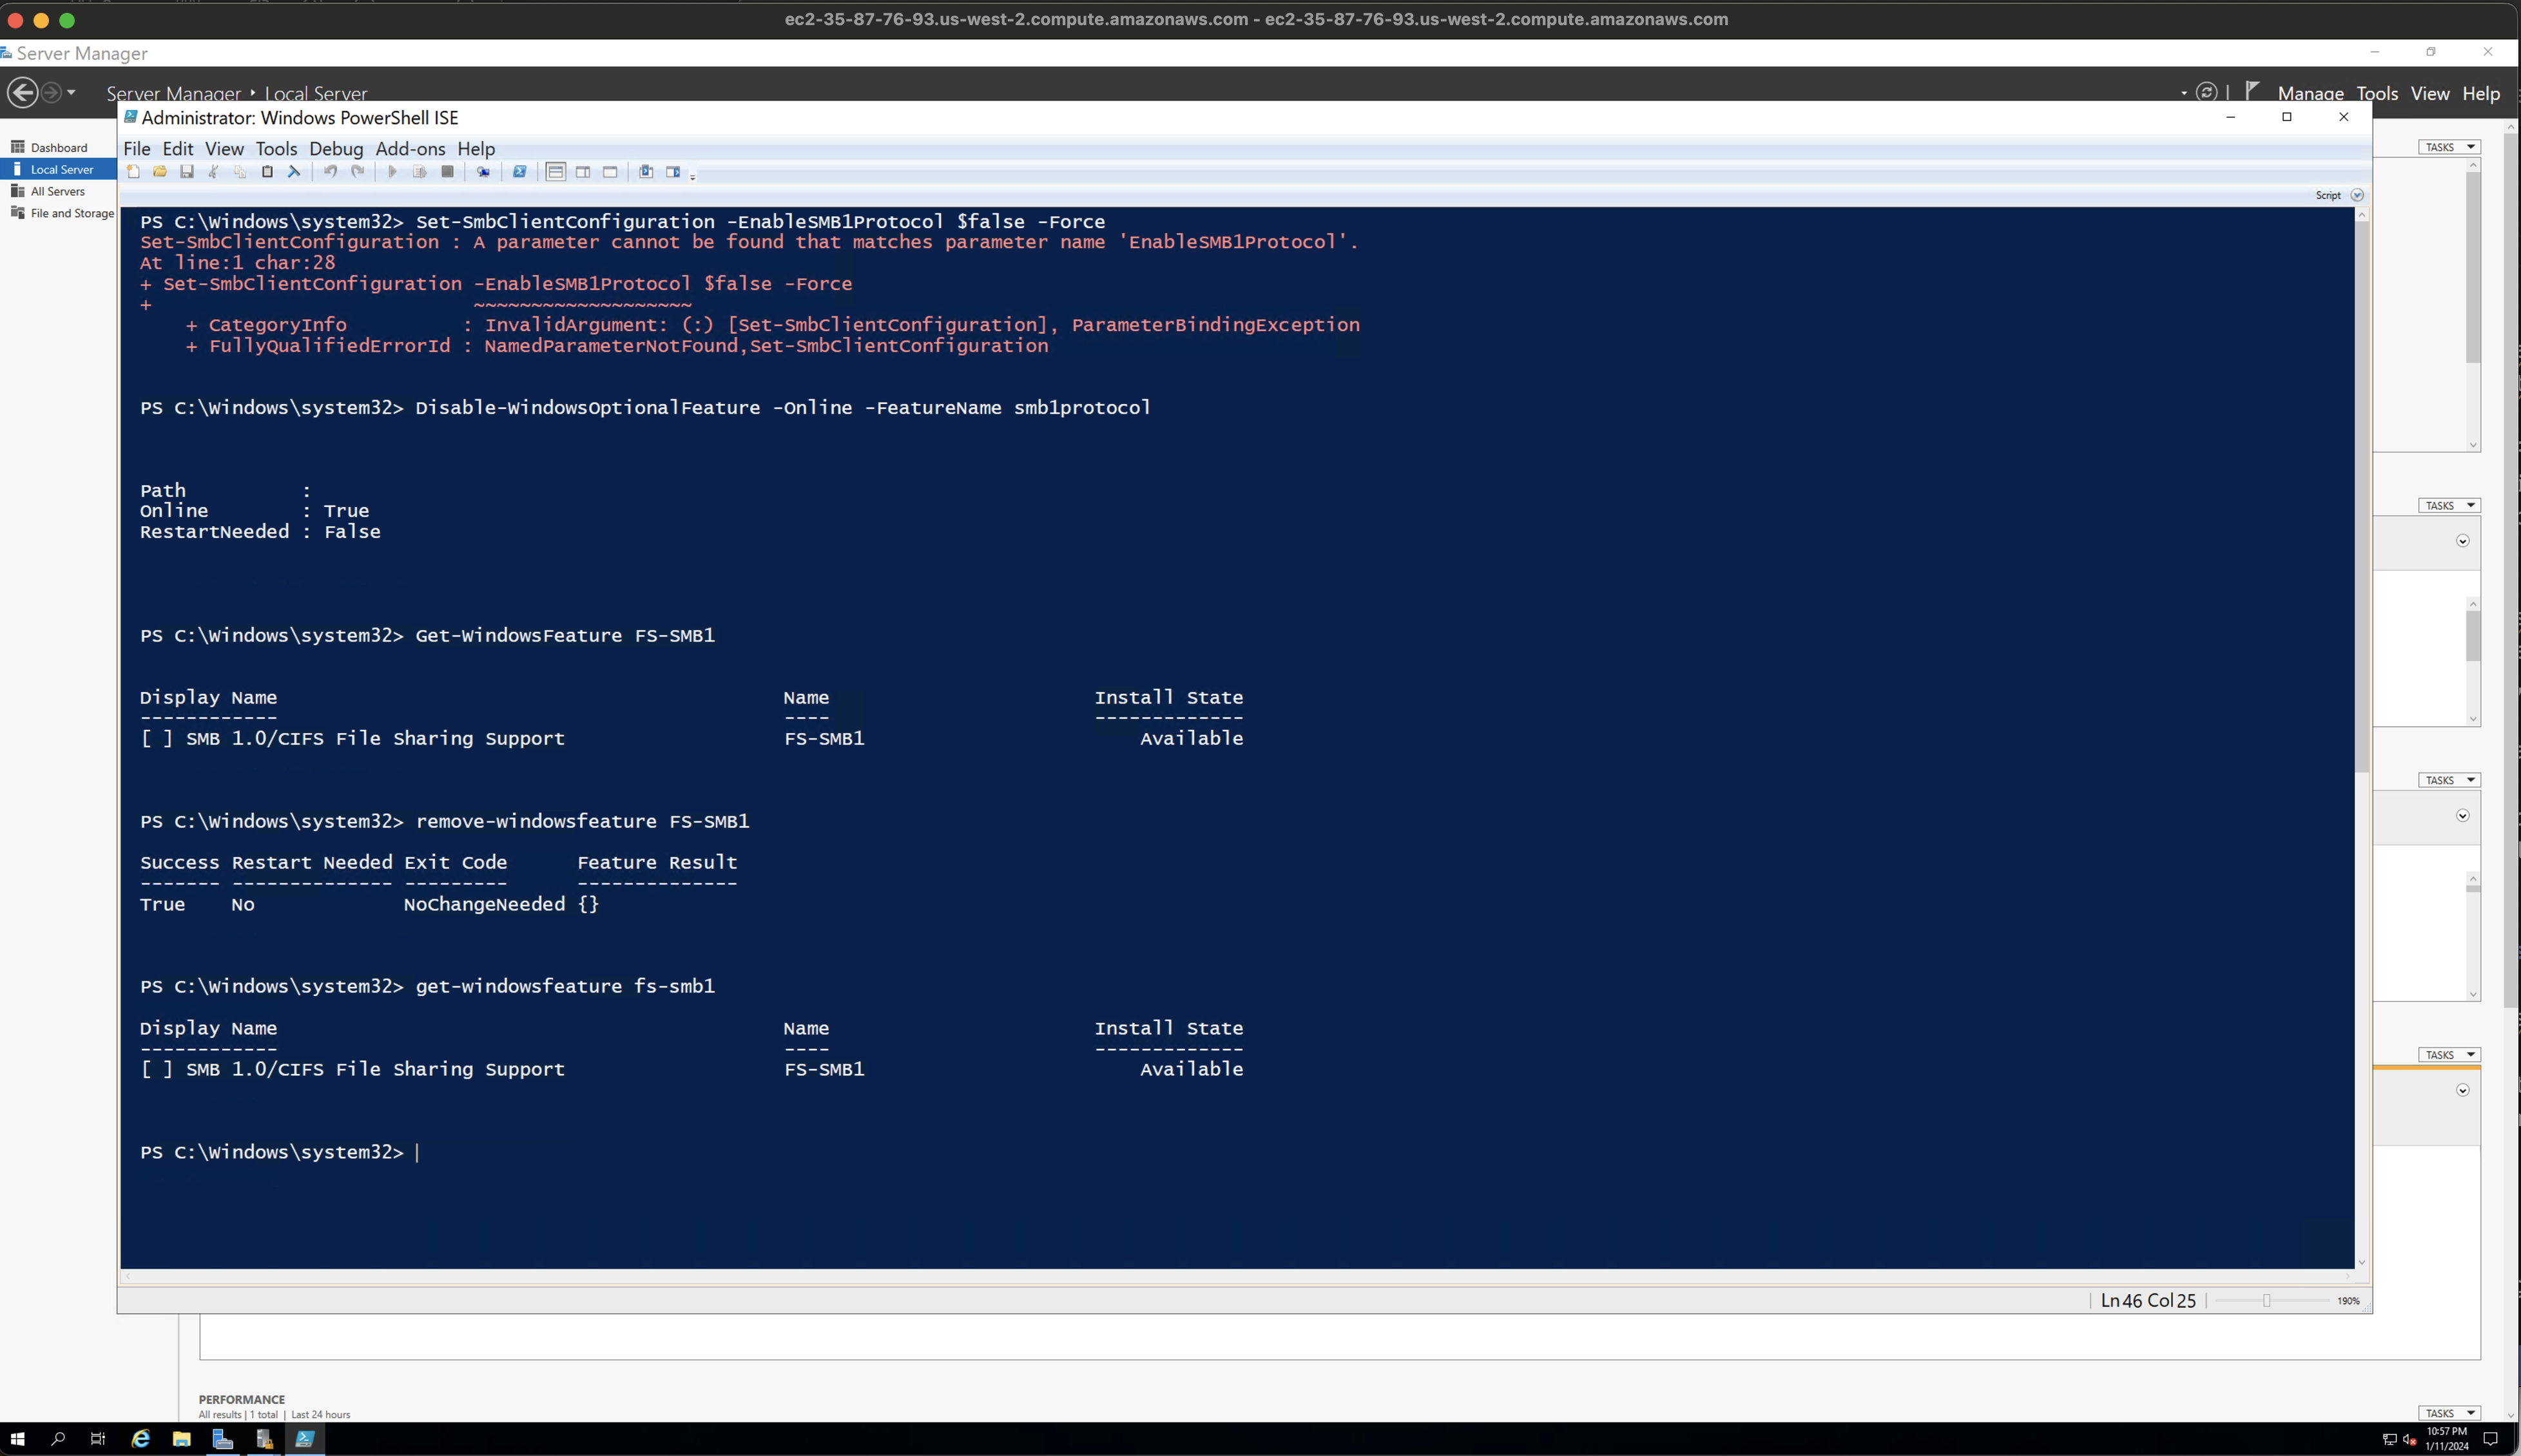 ec2-35-87-76-93.us-west-2.compute.amazonaws.com - ec2-35-87-76-93.us-west-2.compute.amazonaws.com
Server Manager
Server Manager ‣ Local Server
Manage Tools View Help
Administrator: Windows PowerShell ISE
File Edit View Tools Debug Add-ons Help
Dashboard
Local Server
All Servers
File and Storage
TASKS
Script
PS C:\Windows\system32> Set-SmbClientConfiguration -EnableSMB1Protocol $false -Force
Set-SmbClientConfiguration : A parameter cannot be found that matches parameter name 'EnableSMB1Protocol'.
At line:1 char:28
+ Set-SmbClientConfiguration -EnableSMB1Protocol $false -Force
+                            ~~~~~~~~~~~~~~~~~~~
    + CategoryInfo          : InvalidArgument: (:) [Set-SmbClientConfiguration], ParameterBindingException
    + FullyQualifiedErrorId : NamedParameterNotFound,Set-SmbClientConfiguration
PS C:\Windows\system32> Disable-WindowsOptionalFeature -Online -FeatureName smb1protocol
Path          :
Online        : True
RestartNeeded : False
TASKS
PS C:\Windows\system32> Get-WindowsFeature FS-SMB1
Display Name                                            Name                       Install State
------------                                            ----                       -------------
[ ] SMB 1.0/CIFS File Sharing Support                   FS-SMB1                        Available
TASKS
PS C:\Windows\system32> remove-windowsfeature FS-SMB1
Success Restart Needed Exit Code      Feature Result
------- -------------- ---------      --------------
True    No             NoChangeNeeded {}
PS C:\Windows\system32> get-windowsfeature fs-smb1
Display Name                                            Name                       Install State
------------                                            ----                       -------------
[ ] SMB 1.0/CIFS File Sharing Support                   FS-SMB1                        Available
TASKS
PS C:\Windows\system32>
Ln 46 Col 25
190%
PERFORMANCE
All results | 1 total | Last 24 hours
TASKS
10:57 PM
1/11/2024